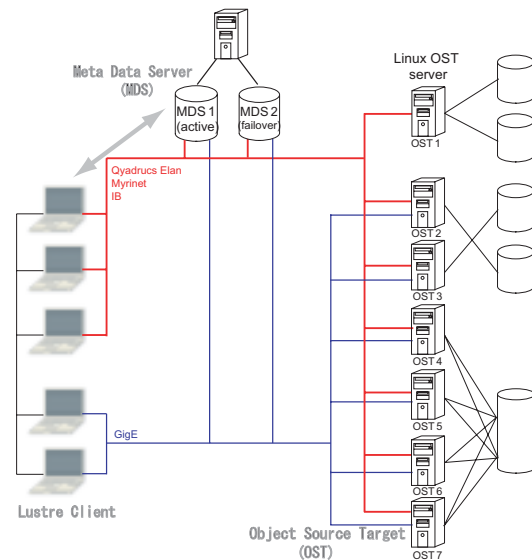 Meta Data Server
(MDS)
MDS 1
(active)
MDS 2
(failover)
Linux OST
server
OST 1
Qyadrucs Elan
Myrinet
IB
OST 2
OST 3
OST 4
OST 5
GigE
OST 6
Lustre Client
Object Source Target
(OST)
OST 7